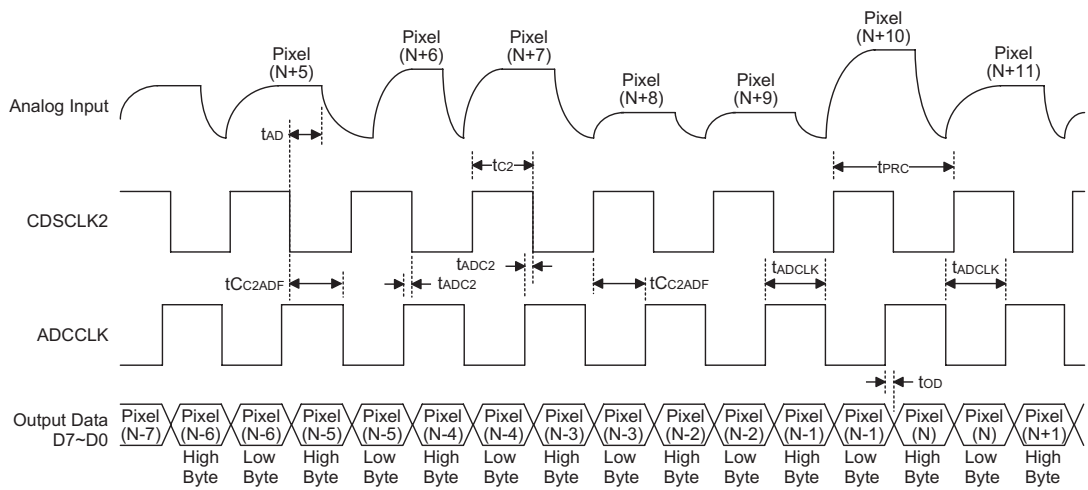 Pixel
(N+5)
Pixel
(N+6)
Pixel
(N+7)
Pixel
(N+8)
Pixel
(N+9)
Pixel
(N+10)
Pixel
(N+11)
Analog Input
tAD
tC2
tPRC
CDSCLK2
tCC2ADF
tADC2
tADC2
tCC2ADF
tADCLK
tADCLK
ADCCLK
tOD
Output Data
D7~D0
Pixel
(N-7)
Pixel
(N-6)
High
Byte
Pixel
(N-6)
Low
Byte
Pixel
(N-5)
High
Byte
Pixel
(N-5)
Low
Byte
Pixel
(N-4)
High
Byte
Pixel
(N-4)
Low
Byte
Pixel
(N-3)
High
Byte
Pixel
(N-3)
Low
Byte
Pixel
(N-2)
High
Byte
Pixel
(N-2)
Low
Byte
Pixel
(N-1)
High
Byte
Pixel
(N-1)
Low
Byte
Pixel
(N)
High
Byte
Pixel
(N)
Low
Byte
Pixel
(N+1)
High
Byte